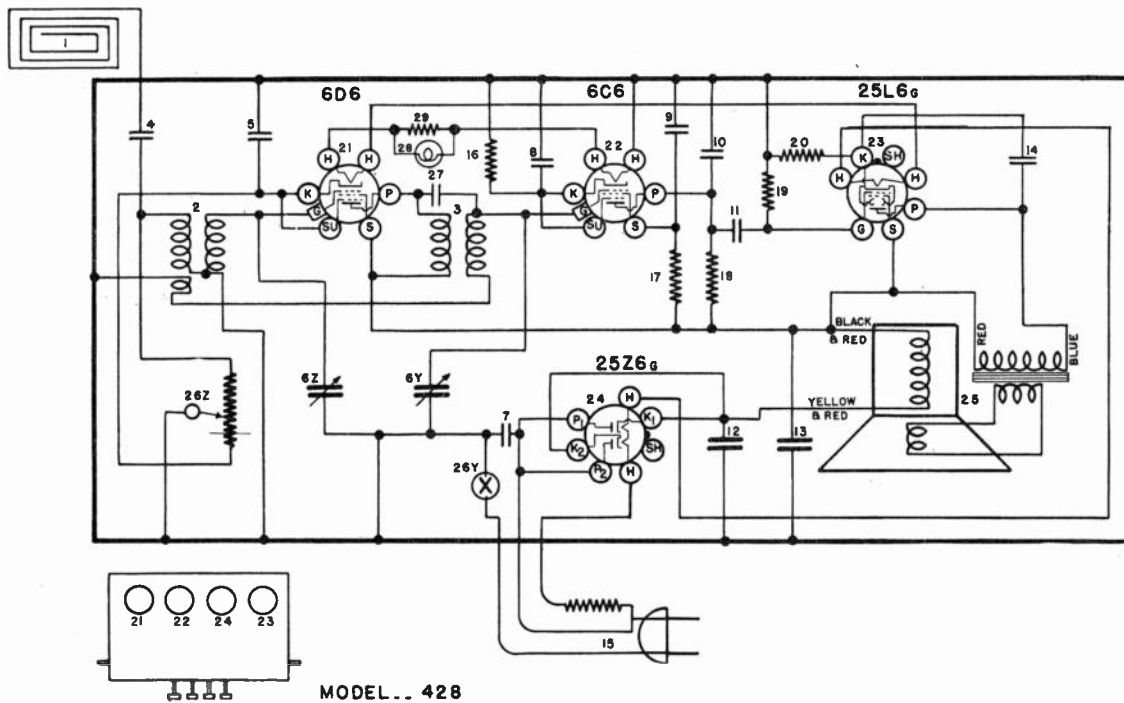 1
4
5
6D6
29
21
28
H
H
K
P
G
SU
S
27
2
3
16
8
6C6
22
H
H
K
P
G
SU
S
9
10
17
18
11
19
20
25L6G
23
K
SH
H
H
P
G
S
14
BLACK
& RED
RED
BLUE
YELLOW
& RED
25
26Z
6Z
6Y
7
26Y
X
25Z6G
24
H
P1
K1
K2
SH
P2
H
12
13
15
21 22 24 23
MODEL.. 428